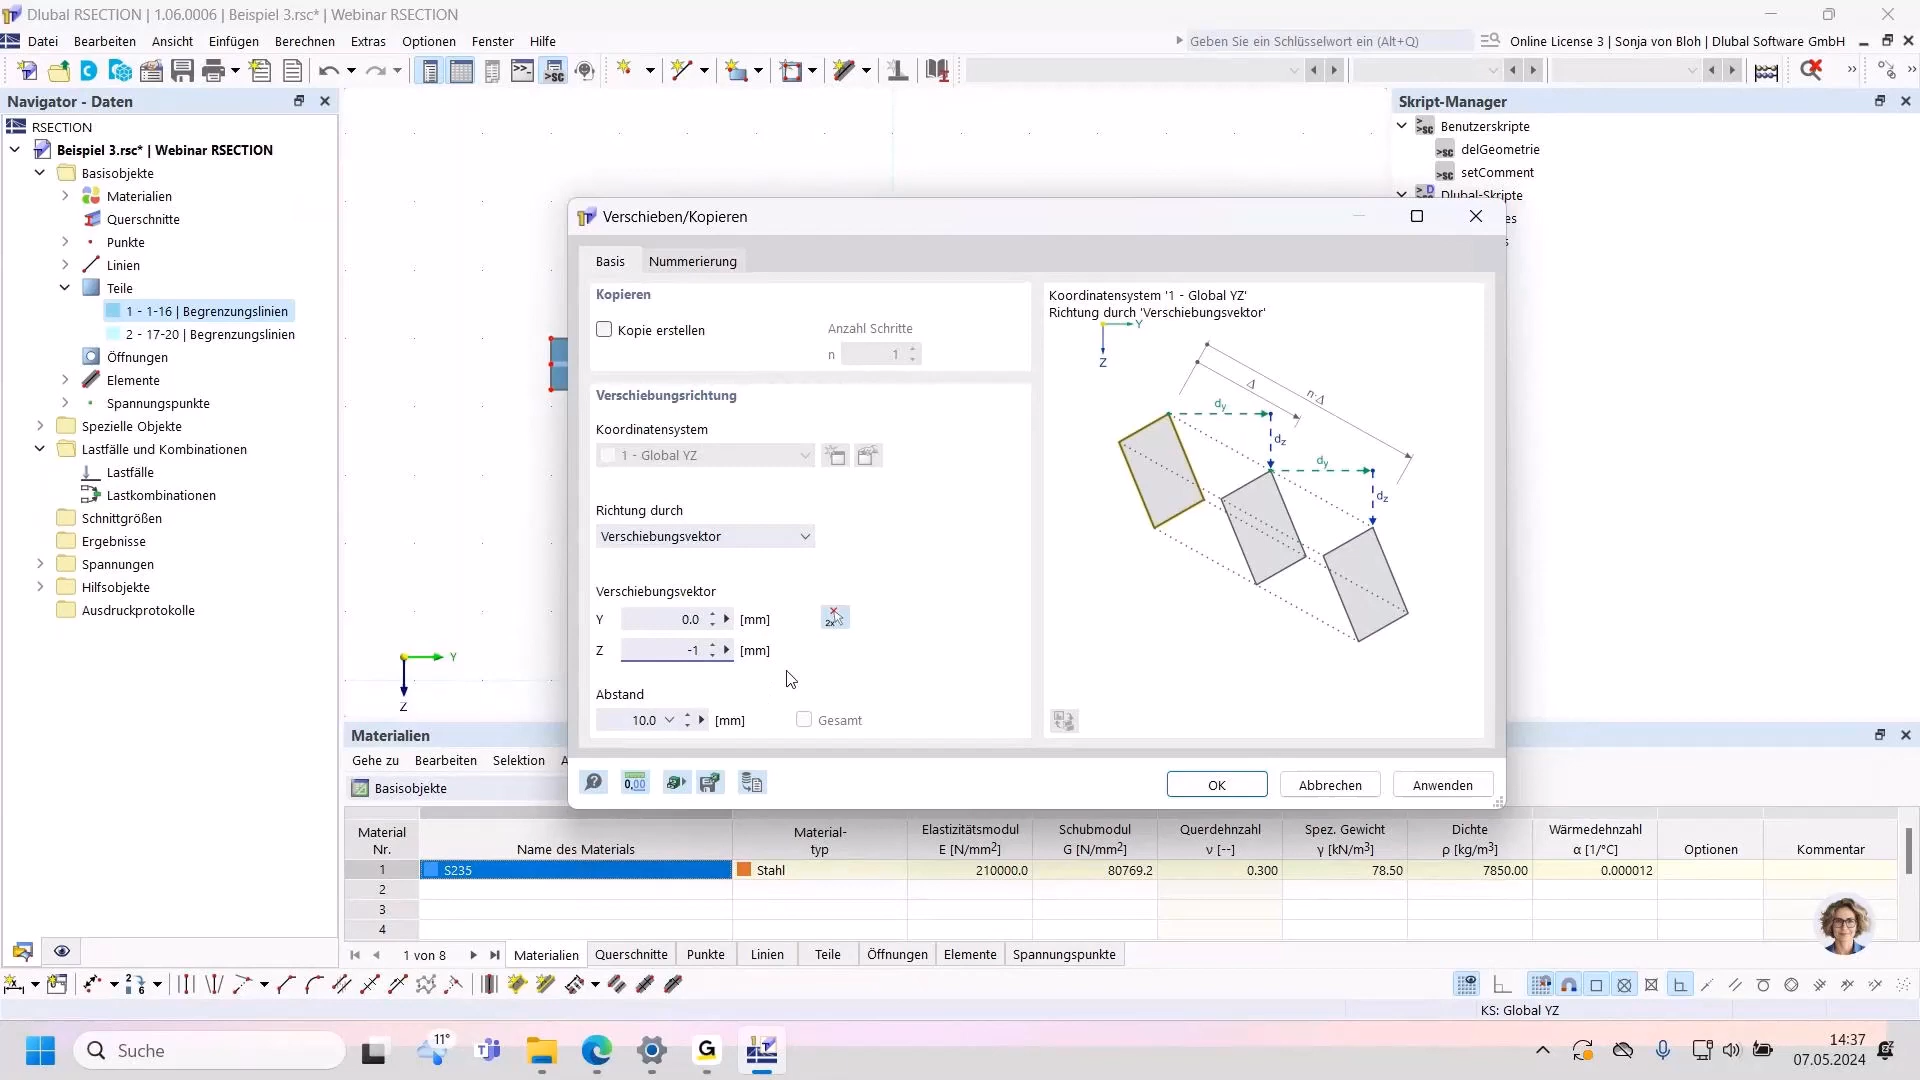 Dlubal RSECTION | 1.06.0006 | Beispiel 3.rsc* | Webinar RSECTION
Datei Bearbeiten Ansicht Einfügen Berechnen Extras Optionen Fenster Hilfe
Geben Sie ein Schlüsselwort ein (Alt+Q)
Online License 3 | Sonja von Bloh | Dlubal Software GmbH
Navigator - Daten
RSECTION
Beispiel 3.rsc* | Webinar RSECTION
Basisobjekte
Materialien
Querschnitte
Punkte
Linien
Teile
1 - 1-16 | Begrenzungslinien
2 - 17-20 | Begrenzungslinien
Öffnungen
Elemente
Spannungspunkte
Spezielle Objekte
Lastfälle und Kombinationen
Lastfälle
Lastkombinationen
Schnittgrößen
Ergebnisse
Spannungen
Hilfsobjekte
Ausdruckprotokolle
Y
Z
Skript-Manager
Benutzerskripte
delGeometrie
setComment
Dlubal-Skripte
Verschieben/Kopieren
Basis Nummerierung
Kopieren
Kopie erstellen
Anzahl Schritte
n 1
Verschiebungsrichtung
Koordinatensystem
1 - Global YZ
Richtung durch
Verschiebungsvektor
Verschiebungsvektor
Y 0.0 [mm]
Z -1 [mm]
Abstand
10.0 [mm] Gesamt
Koordinatensystem '1 - Global YZ'
Richtung durch 'Verschiebungsvektor'
Y
Z
Δ
n·Δ
dy
dz
dy
dz
OK Abbrechen Anwenden
Materialien
Gehe zu Bearbeiten Selektion A
Basisobjekte
Material Nr.
Name des Materials
Material-typ
Elastizitätsmodul E [N/mm²]
Schubmodul G [N/mm²]
Querdehnzahl ν [--]
Spez. Gewicht γ [kN/m³]
Dichte ρ [kg/m³]
Wärmedehnzahl α [1/°C]
Optionen
Kommentar
1 S235 Stahl 210000.0 80769.2 0.300 78.50 7850.00 0.000012
2
3
4
1 von 8
Materialien Querschnitte Punkte Linien Teile Öffnungen Elemente Spannungspunkte
KS: Global YZ
Suche
11°
14:37
07.05.2024